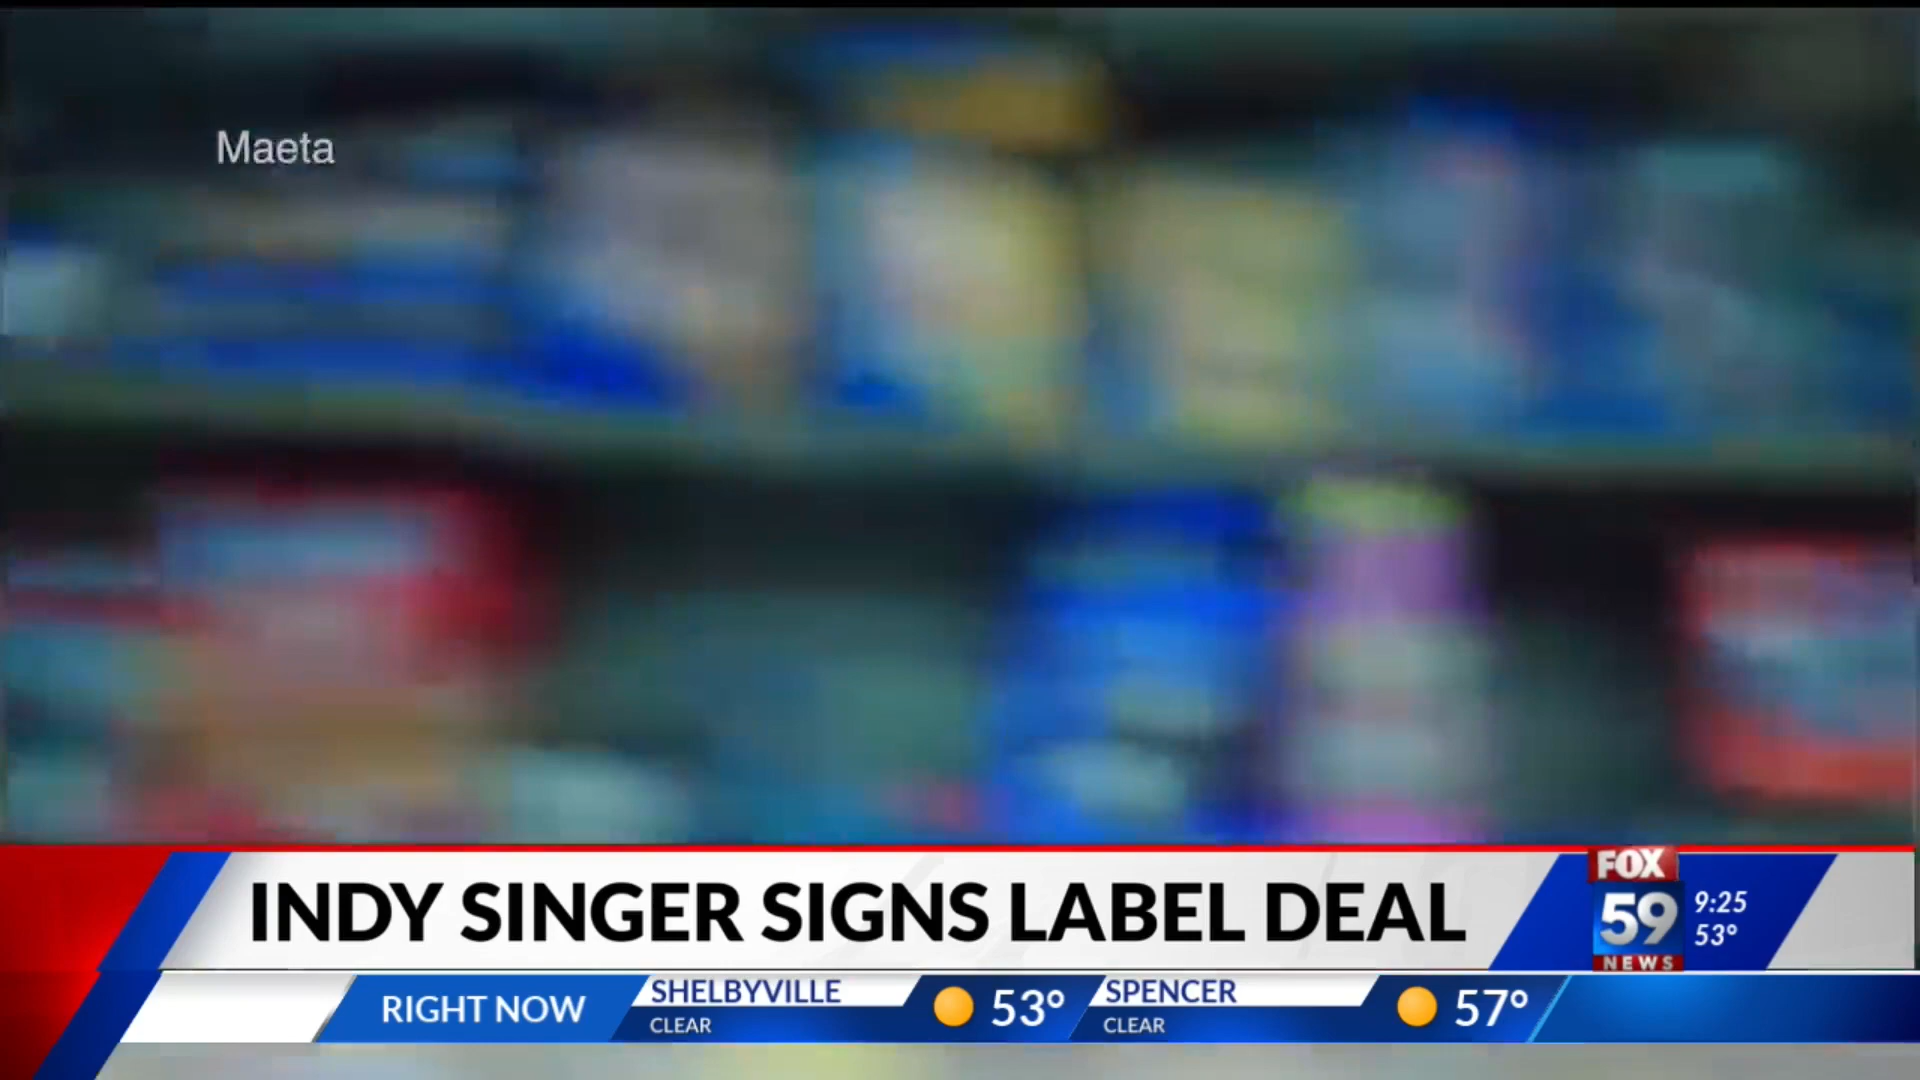 Maeta
INDY SINGER SIGNS LABEL DEAL
FOX
59
NEWS
9:25
53°
RIGHT NOW
SHELBYVILLE
CLEAR
53°
SPENCER
CLEAR
57°